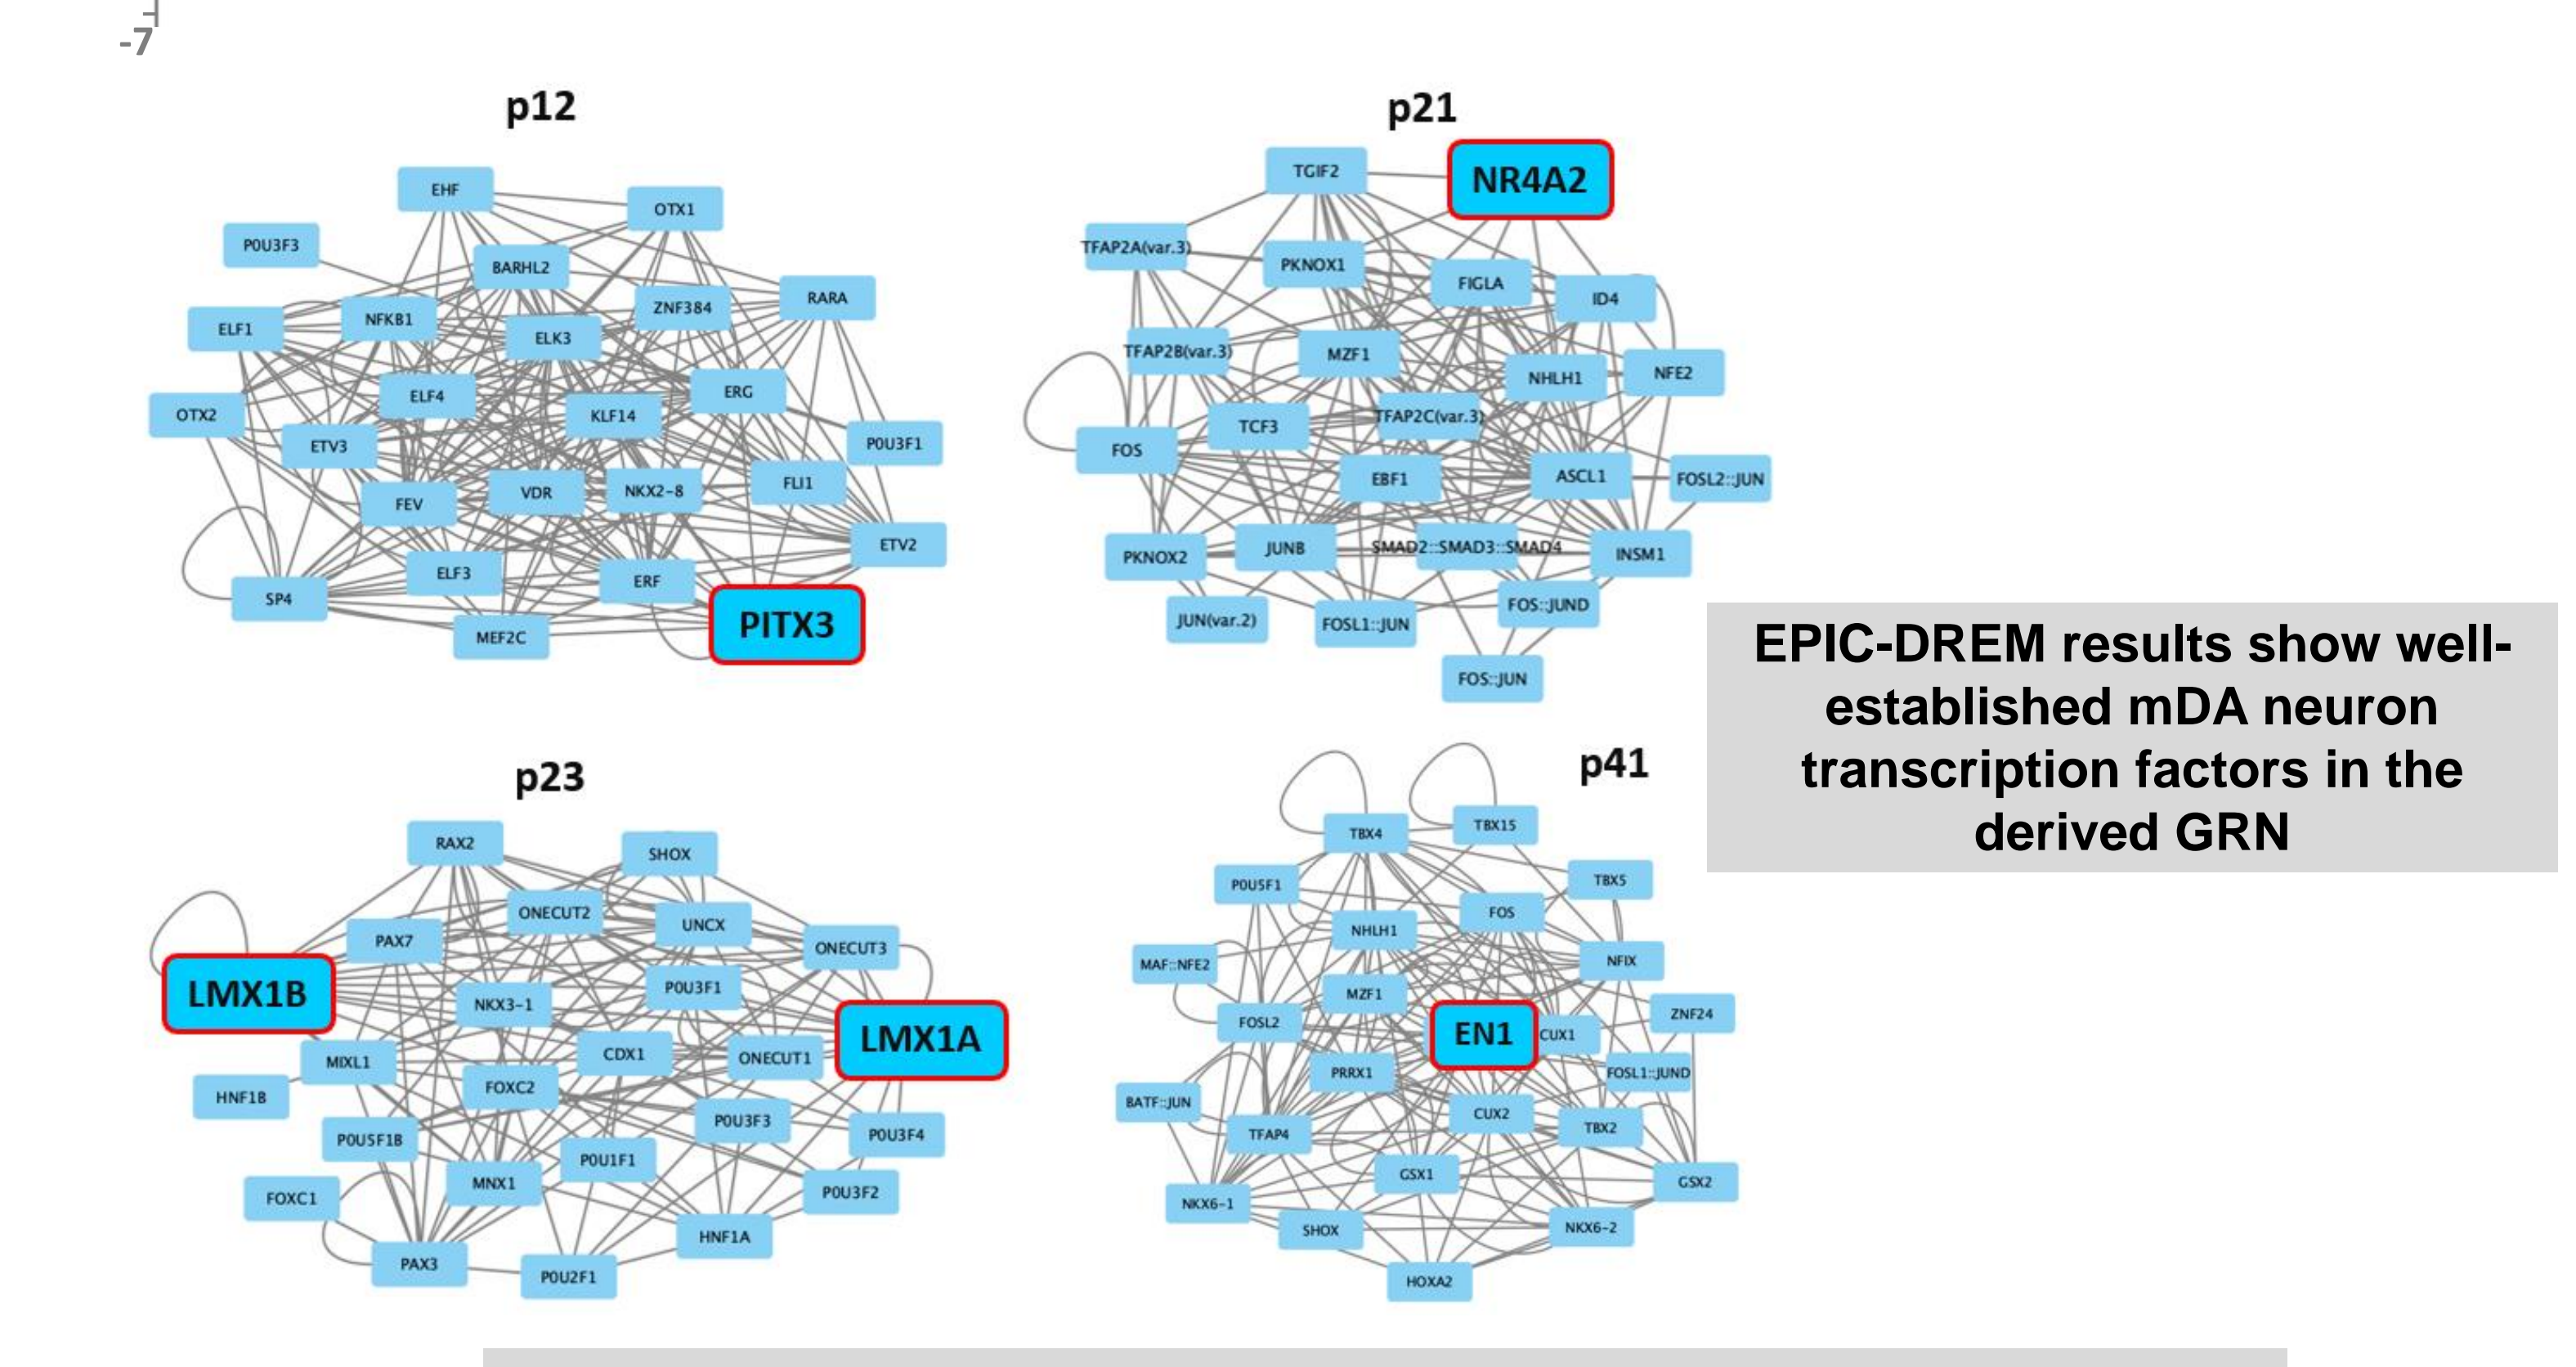 -7
p12
EHF
OTX1
POU3F3
BARHL2
ZNF384
RARA
ELF1
NFKB1
ELK3
ELF4
KLF14
ERG
OTX2
ETV3
POU3F1
FEV
VDR
NKX2-8
FLI1
ETV2
SP4
ELF3
ERF
PITX3
MEF2C
p21
TGIF2
NR4A2
TFAP2A(var.3)
PKNOX1
FIGLA
ID4
TFAP2B(var.3)
MZF1
NHLH1
NFE2
TCF3
TFAP2C(var.3)
FOS
EBF1
ASCL1
FOSL2::JUN
PKNOX2
JUNB
SMAD2::SMAD3::SMAD4
INSM1
JUN(var.2)
FOSL1::JUN
FOS::JUND
FOS::JUN
EPIC-DREM results show well-
established mDA neuron
transcription factors in the
derived GRN
p23
RAX2
SHOX
ONECUT2
UNCX
PAX7
ONECUT3
LMX1B
NKX3-1
POU3F1
LMX1A
MIXL1
CDX1
ONECUT1
HNF1B
FOXC2
POU3F3
POU3F4
POU5F1B
POU1F1
MNX1
POU3F2
FOXC1
HNF1A
PAX3
POU2F1
p41
TBX4
TBX15
POU5F1
TBX5
NHLH1
FOS
MAF::NFE2
NFIX
MZF1
FOSL2
EN1
CUX1
ZNF24
PRRX1
FOSL1::JUND
BATF::JUN
CUX2
TFAP4
TBX2
GSX1
GSX2
NKX6-1
SHOX
NKX6-2
HOXA2